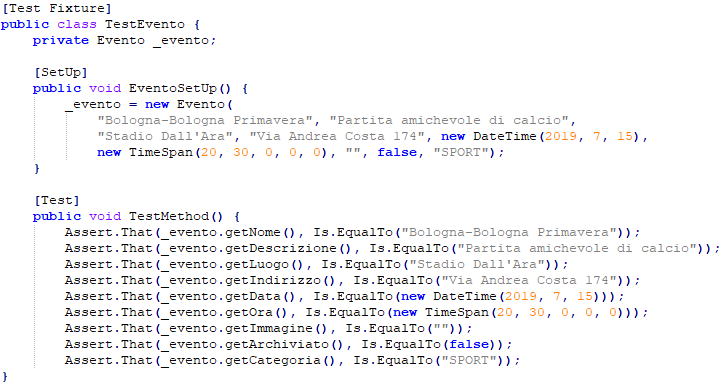 [Test Fixture]
public class TestEvento {
    private Evento _evento;

    [SetUp]
    public void EventoSetUp() {
        _evento = new Evento(
            "Bologna-Bologna Primavera", "Partita amichevole di calcio",
            "Stadio Dall'Ara", "Via Andrea Costa 174", new DateTime(2019, 7, 15),
            new TimeSpan(20, 30, 0, 0, 0), "", false, "SPORT");
    }

    [Test]
    public void TestMethod() {
        Assert.That(_evento.getNome(), Is.EqualTo("Bologna-Bologna Primavera"));
        Assert.That(_evento.getDescrizione(), Is.EqualTo("Partita amichevole di calcio"));
        Assert.That(_evento.getLuogo(), Is.EqualTo("Stadio Dall'Ara"));
        Assert.That(_evento.getIndirizzo(), Is.EqualTo("Via Andrea Costa 174"));
        Assert.That(_evento.getData(), Is.EqualTo(new DateTime(2019, 7, 15)));
        Assert.That(_evento.getOra(), Is.EqualTo(new TimeSpan(20, 30, 0, 0, 0)));
        Assert.That(_evento.getImmagine(), Is.EqualTo(""));
        Assert.That(_evento.getArchiviato(), Is.EqualTo(false));
        Assert.That(_evento.getCategoria(), Is.EqualTo("SPORT"));
    }
}